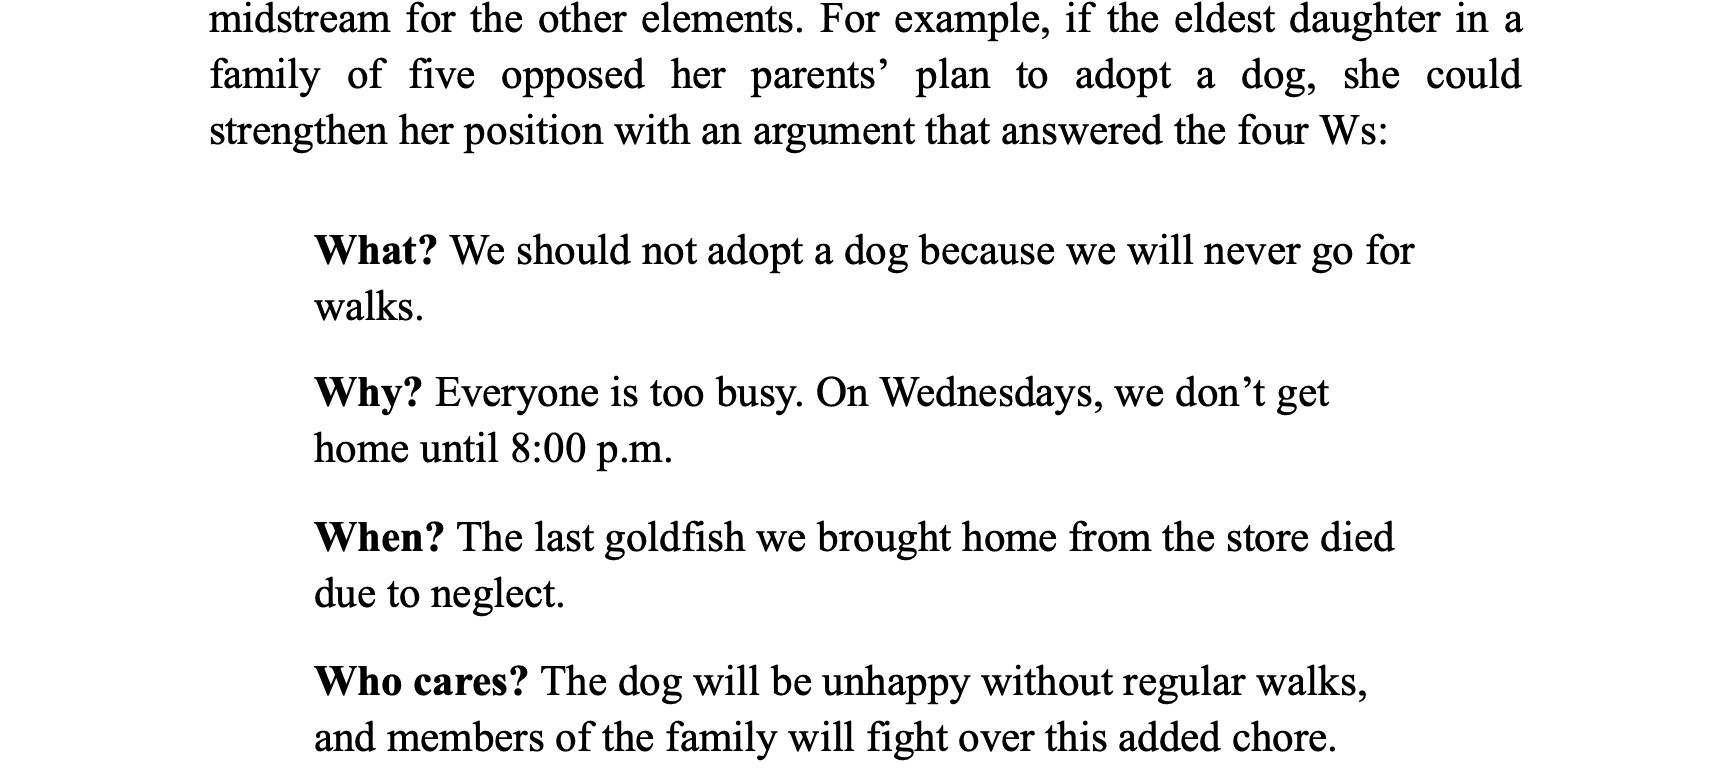 midstream for the other elements. For example, if the eldest daughter in a
family of five opposed her parents’ plan to adopt a dog, she could
strengthen her position with an argument that answered the four Ws:
What? We should not adopt a dog because we will never go for
walks.
Why? Everyone is too busy. On Wednesdays, we don’t get
home until 8:00 p.m.
When? The last goldfish we brought home from the store died
due to neglect.
Who cares? The dog will be unhappy without regular walks,
and members of the family will fight over this added chore.